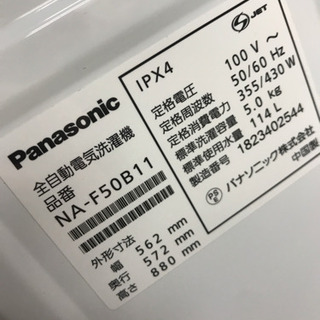 Panasonic
全自動電気洗濯機
品番
NA-F50B11
外形寸法
幅 562 mm
奥行 572 mm
高さ 880 mm
IPX4
S JET
定格電圧 100 V ～
定格周波数 50/60 Hz
定格消費電力 355/430 W
標準洗濯容量 5.0 kg
標準使用水量 114 L
製造番号 1823402544
PSE パナソニック株式会社
中国製